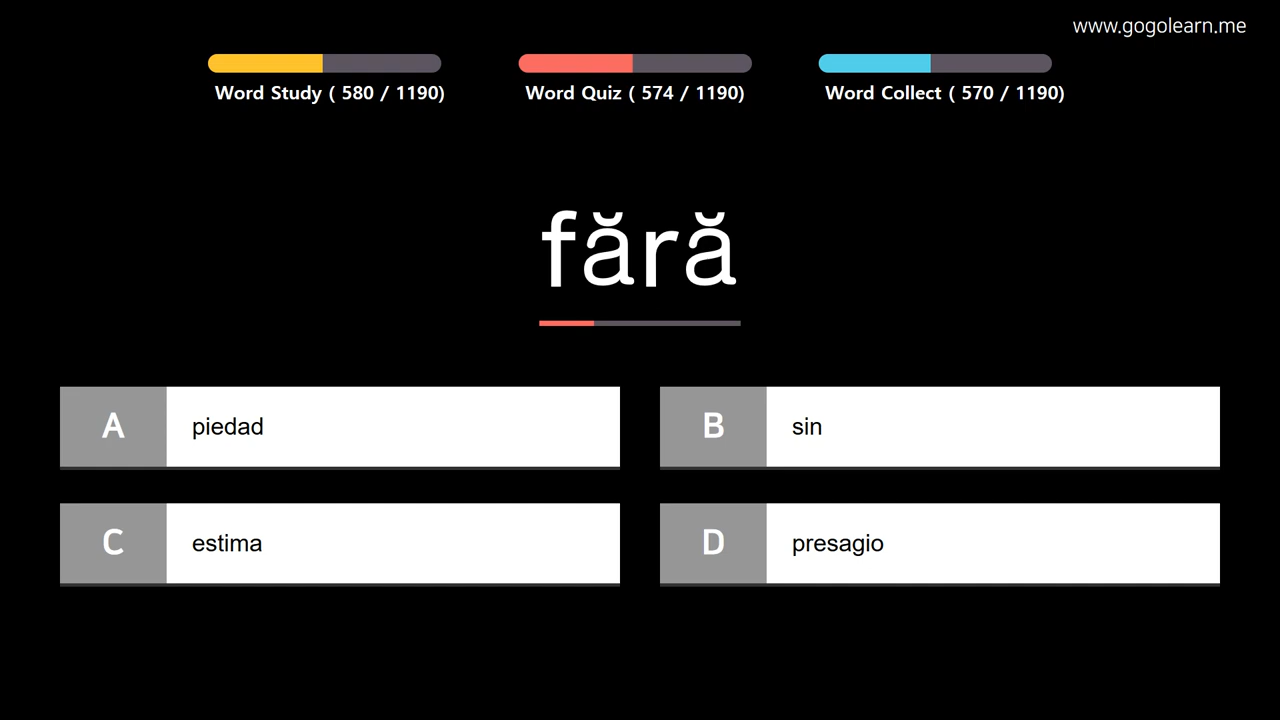 www.gogolearn.me
Word Study ( 580 / 1190)
Word Quiz ( 574 / 1190)
Word Collect ( 570 / 1190)
fără
A piedad
B sin
C estima
D presagio